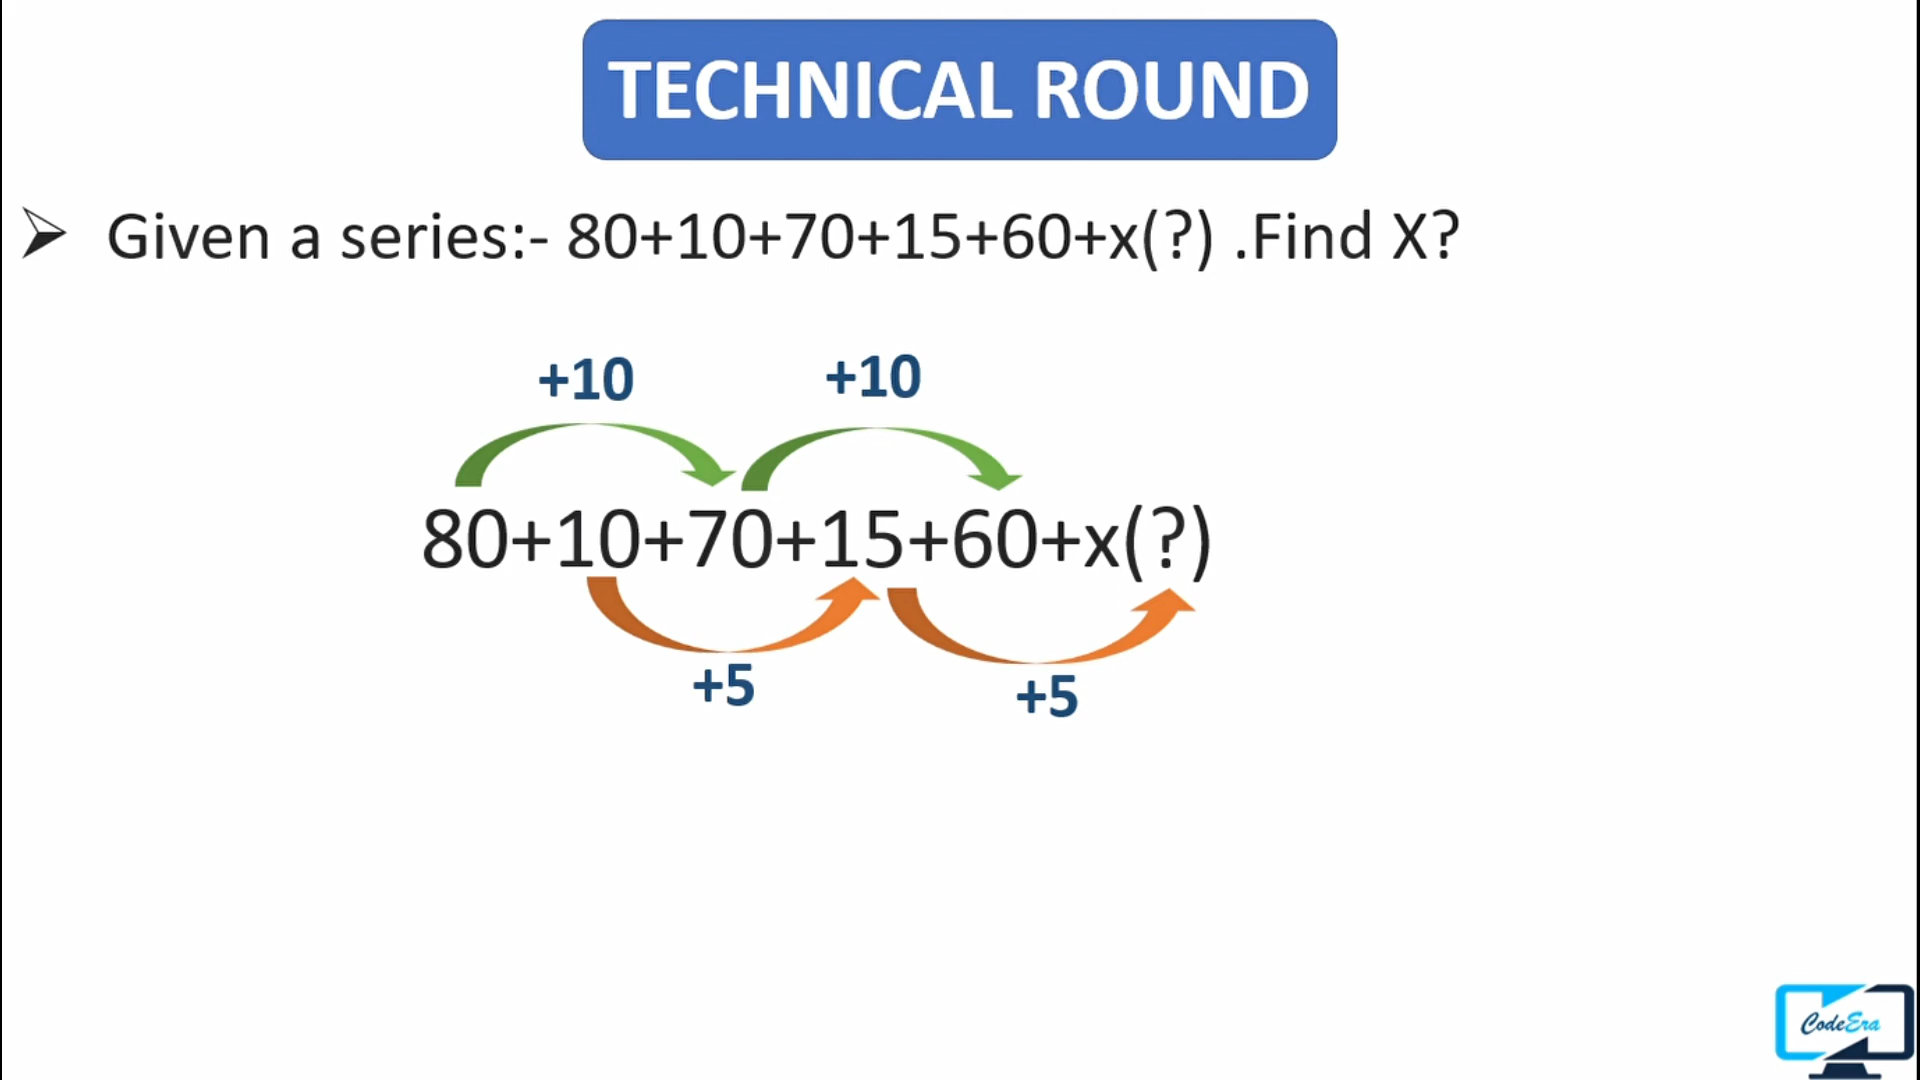 TECHNICAL ROUND
Given a series:- 80+10+70+15+60+x(?) .Find X?
+10 +10
80+10+70+15+60+x(?)
+5 +5
CodeEra